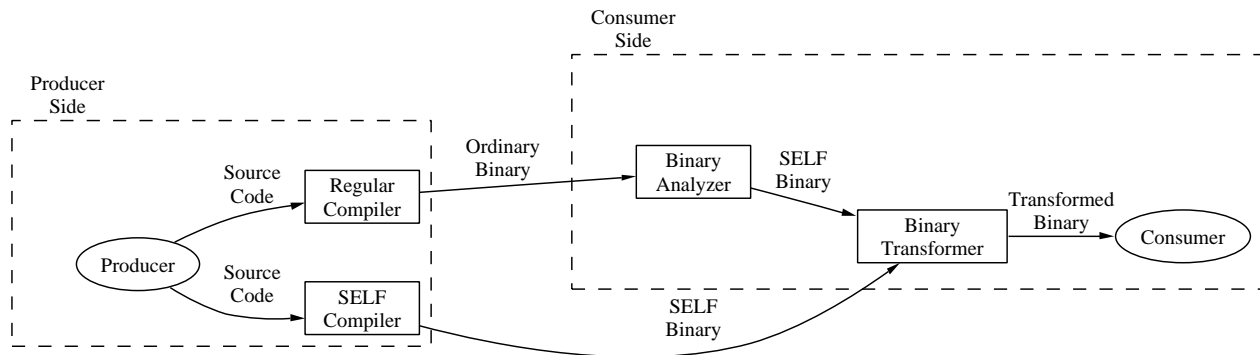 Consumer
Side
Producer
Side
Source
Code
Regular
Compiler
Ordinary
Binary
Binary
Analyzer
SELF
Binary
Producer
Source
Code
SELF
Compiler
SELF
Binary
Binary
Transformer
Transformed
Binary
Consumer